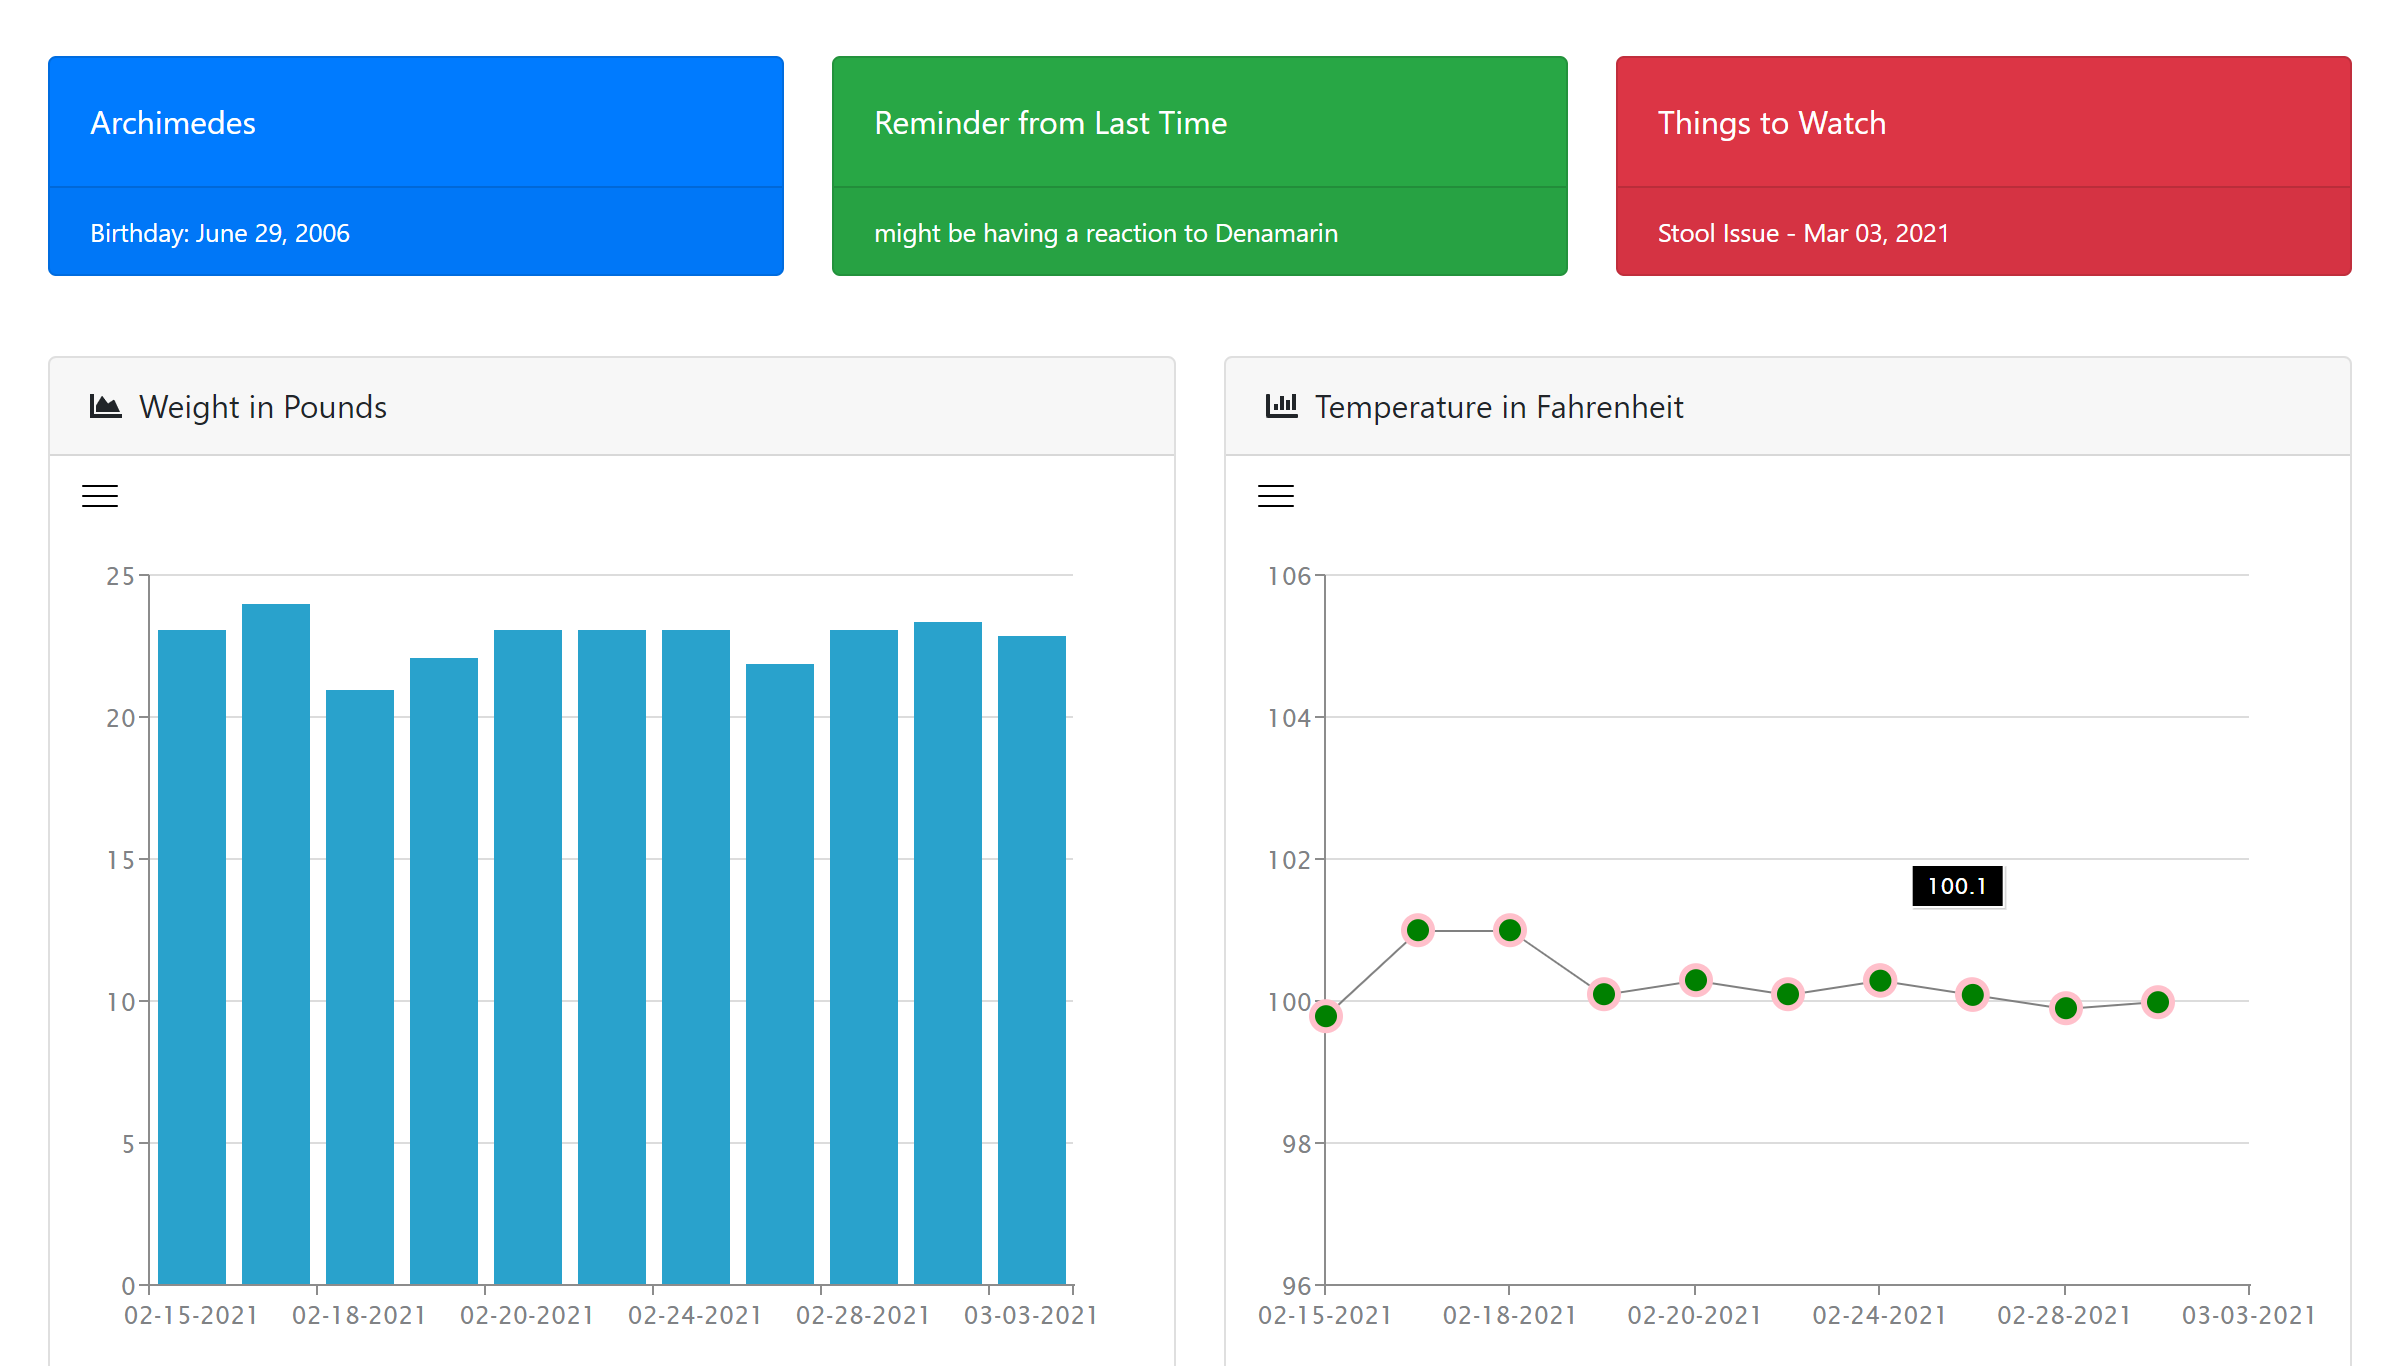 Archimedes
Birthday: June 29, 2006
Reminder from Last Time
might be having a reaction to Denamarin
Things to Watch
Stool Issue - Mar 03, 2021
Weight in Pounds
25
20
15
10
5
0
02-15-2021 02-18-2021 02-20-2021 02-24-2021 02-28-2021 03-03-2021
Temperature in Fahrenheit
106
104
102
100.1
100
98
96
02-15-2021 02-18-2021 02-20-2021 02-24-2021 02-28-2021 03-03-2021